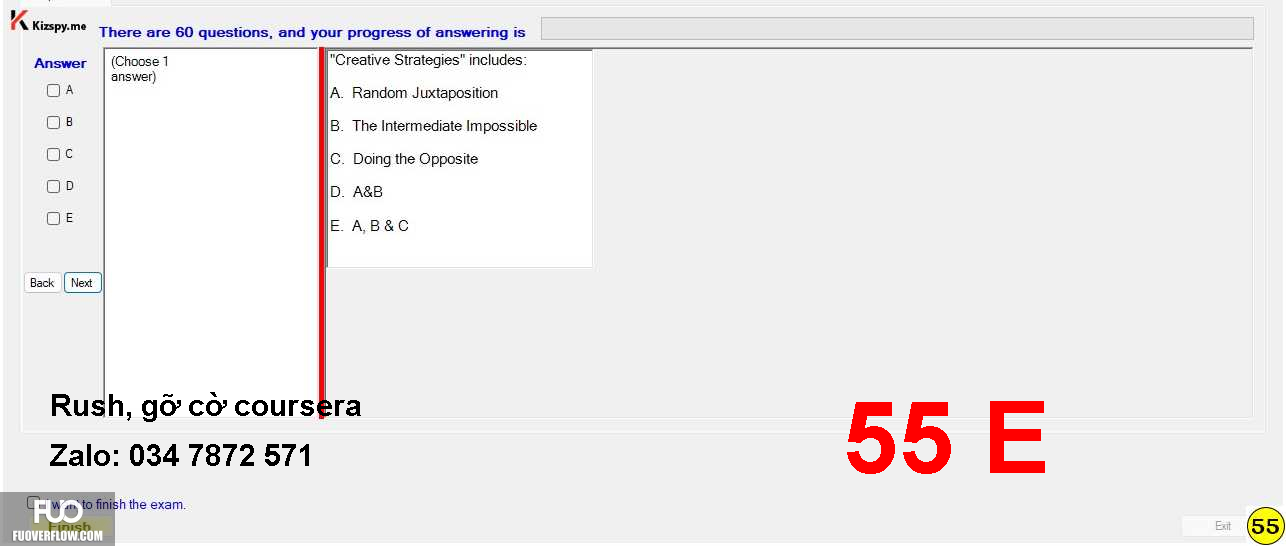 Kizspy.me
There are 60 questions, and your progress of answering is
Answer
(Choose 1
answer)
A
B
C
D
E
Back
Next
"Creative Strategies" includes:
A. Random Juxtaposition
B. The Intermediate Impossible
C. Doing the Opposite
D. A&B
E. A, B & C
Rush, gỡ cờ coursera
Zalo: 034 7872 571
55 E
I want to finish the exam.
Finish
FUO
FUOVERFLOW.COM
Exit
55